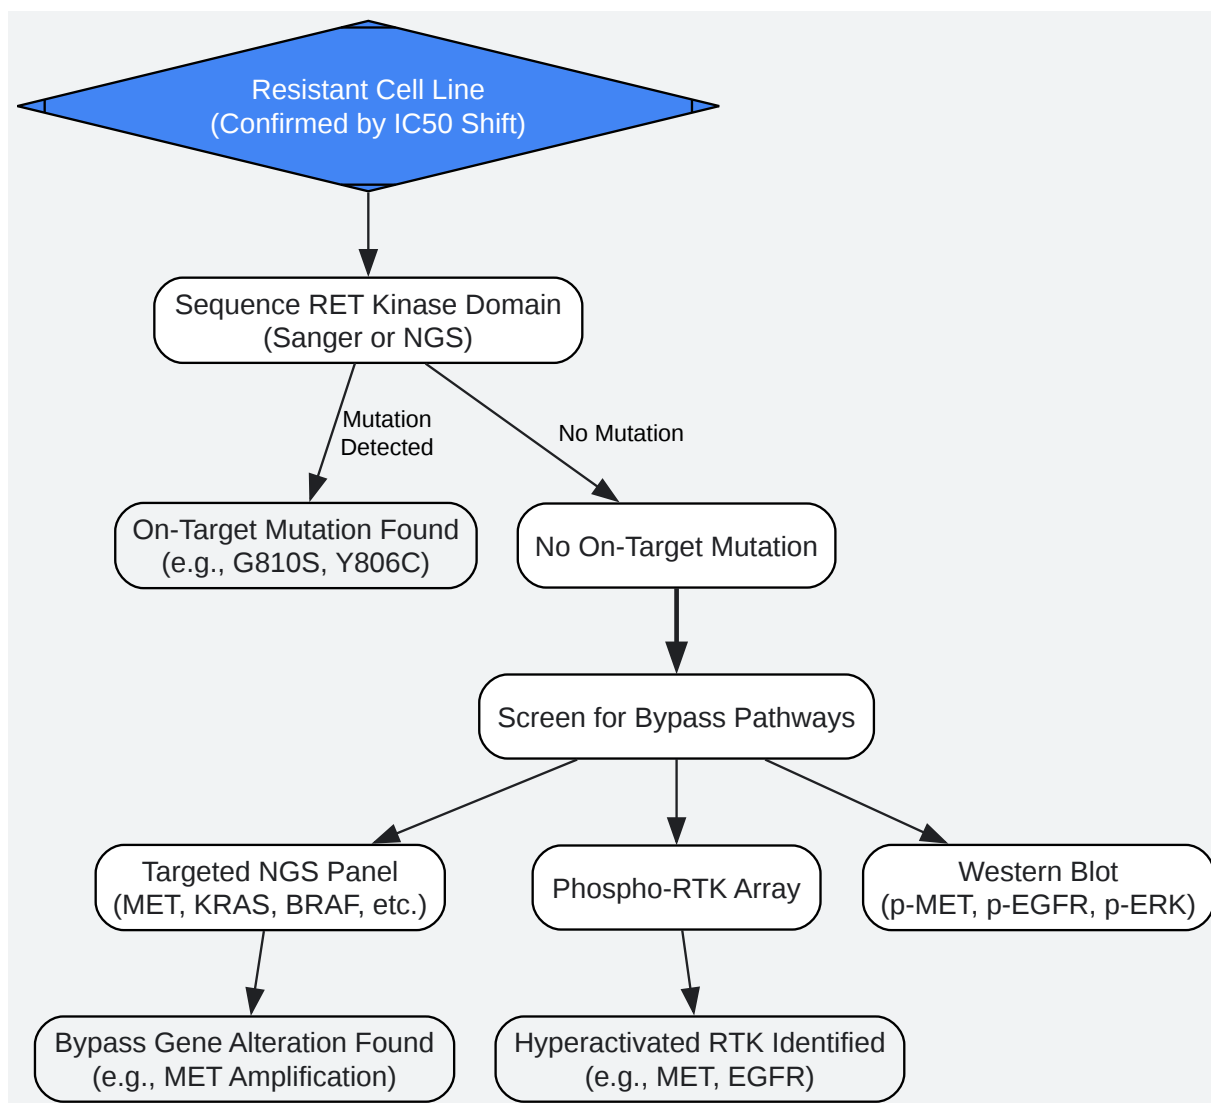 Resistant Cell Line
(Confirmed by IC50 Shift)
Sequence RET Kinase Domain
(Sanger or NGS)
Mutation
Detected
No Mutation
On-Target Mutation Found
(e.g., G810S, Y806C)
No On-Target Mutation
Screen for Bypass Pathways
Targeted NGS Panel
(MET, KRAS, BRAF, etc.)
Phospho-RTK Array
Western Blot
(p-MET, p-EGFR, p-ERK)
Bypass Gene Alteration Found
(e.g., MET Amplification)
Hyperactivated RTK Identified
(e.g., MET, EGFR)